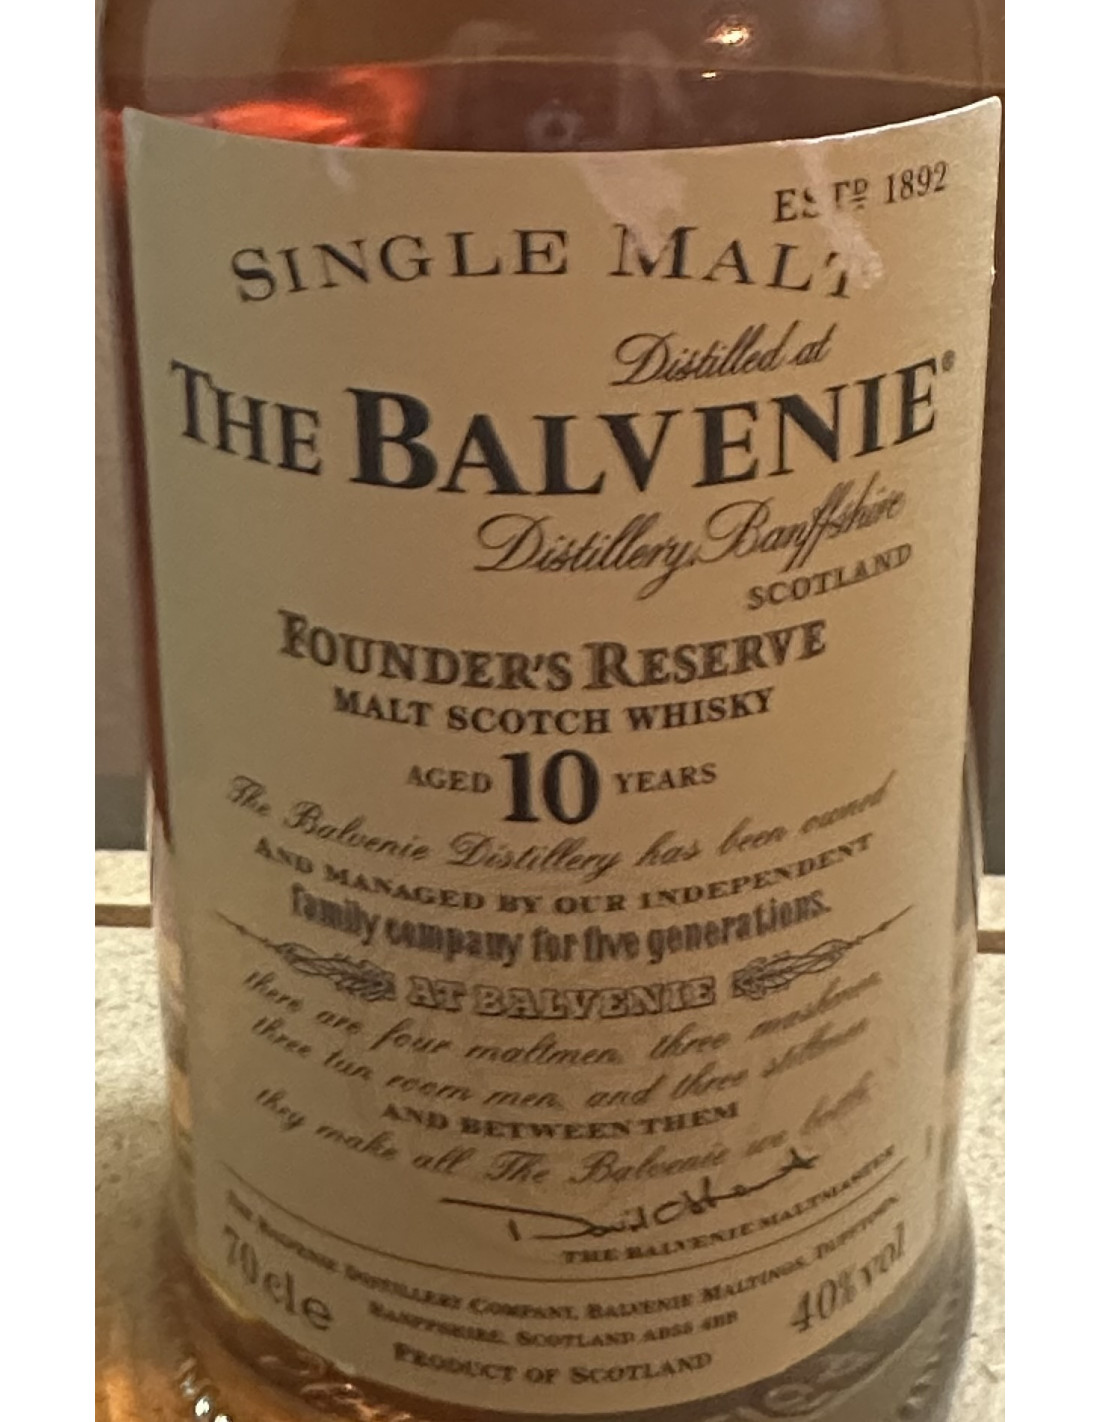 ESTD 1892
SINGLE MALT
Distilled at
THE BALVENIE®
Distillery, Banffshire
SCOTLAND
FOUNDER'S RESERVE
MALT SCOTCH WHISKY
AGED 10 YEARS
The Balvenie Distillery has been owned
AND MANAGED BY OUR INDEPENDENT
family company for five generations.
AT BALVENIE
there are four maltmen, three mashmen,
three tun room men, and three stillmen
AND BETWEEN THEM
they make all The Balvenie we bottle.
THE BALVENIE MALTMASTER
THE BALVENIE DISTILLERY COMPANY, BALVENIE MALTINGS, DUFFTOWN,
BANFFSHIRE, SCOTLAND AB55 4BB
70cle
40%vol
PRODUCT OF SCOTLAND